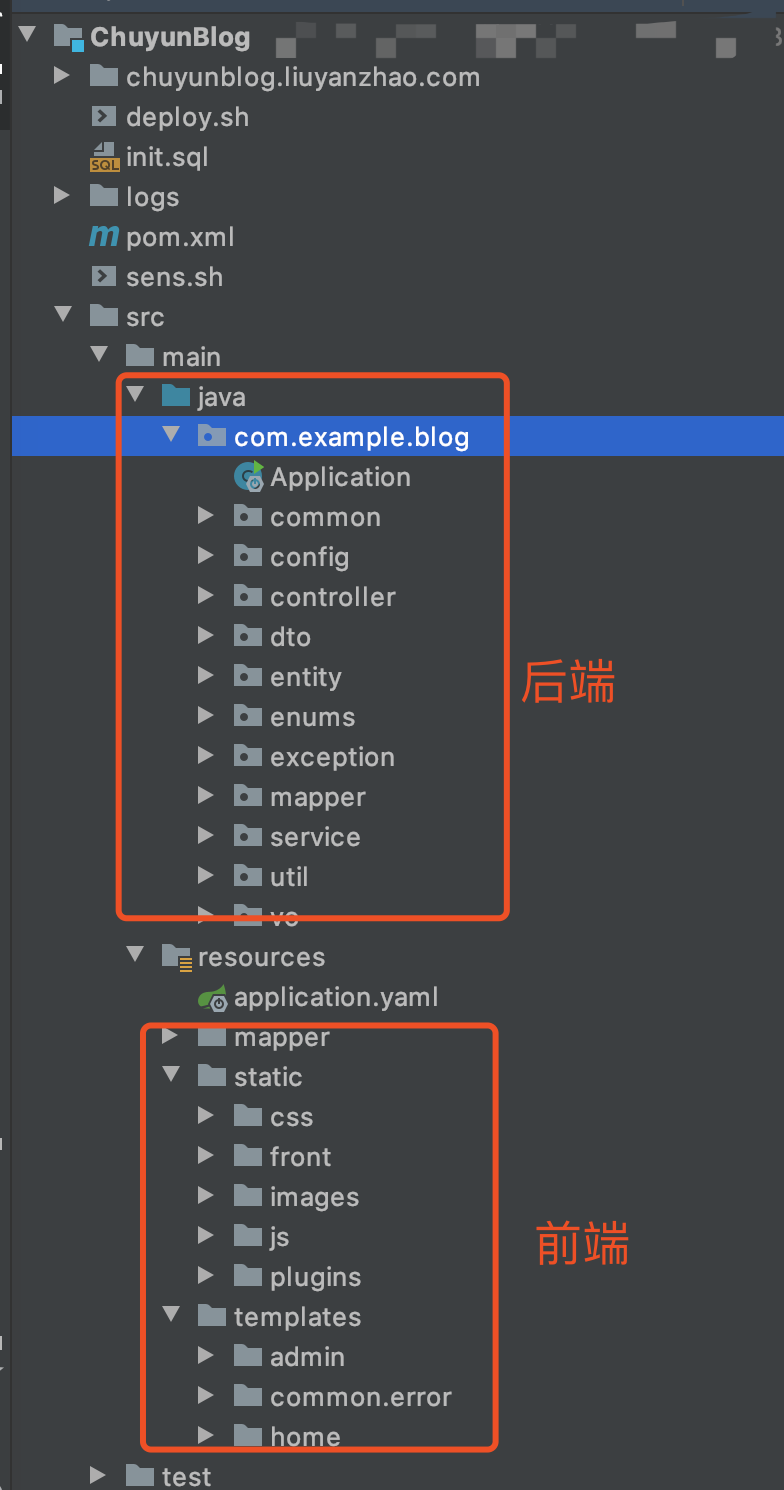 ChuyunBlog
chuyunblog.liuyanzhao.com
deploy.sh
SQL init.sql
logs
m pom.xml
sens.sh
src
main
java
com.example.blog
Application
common
config
controller
dto
entity
后端
enums
exception
mapper
service
util
vo
resources
application.yaml
mapper
static
css
front
images
js
前端
plugins
templates
admin
common.error
home
test